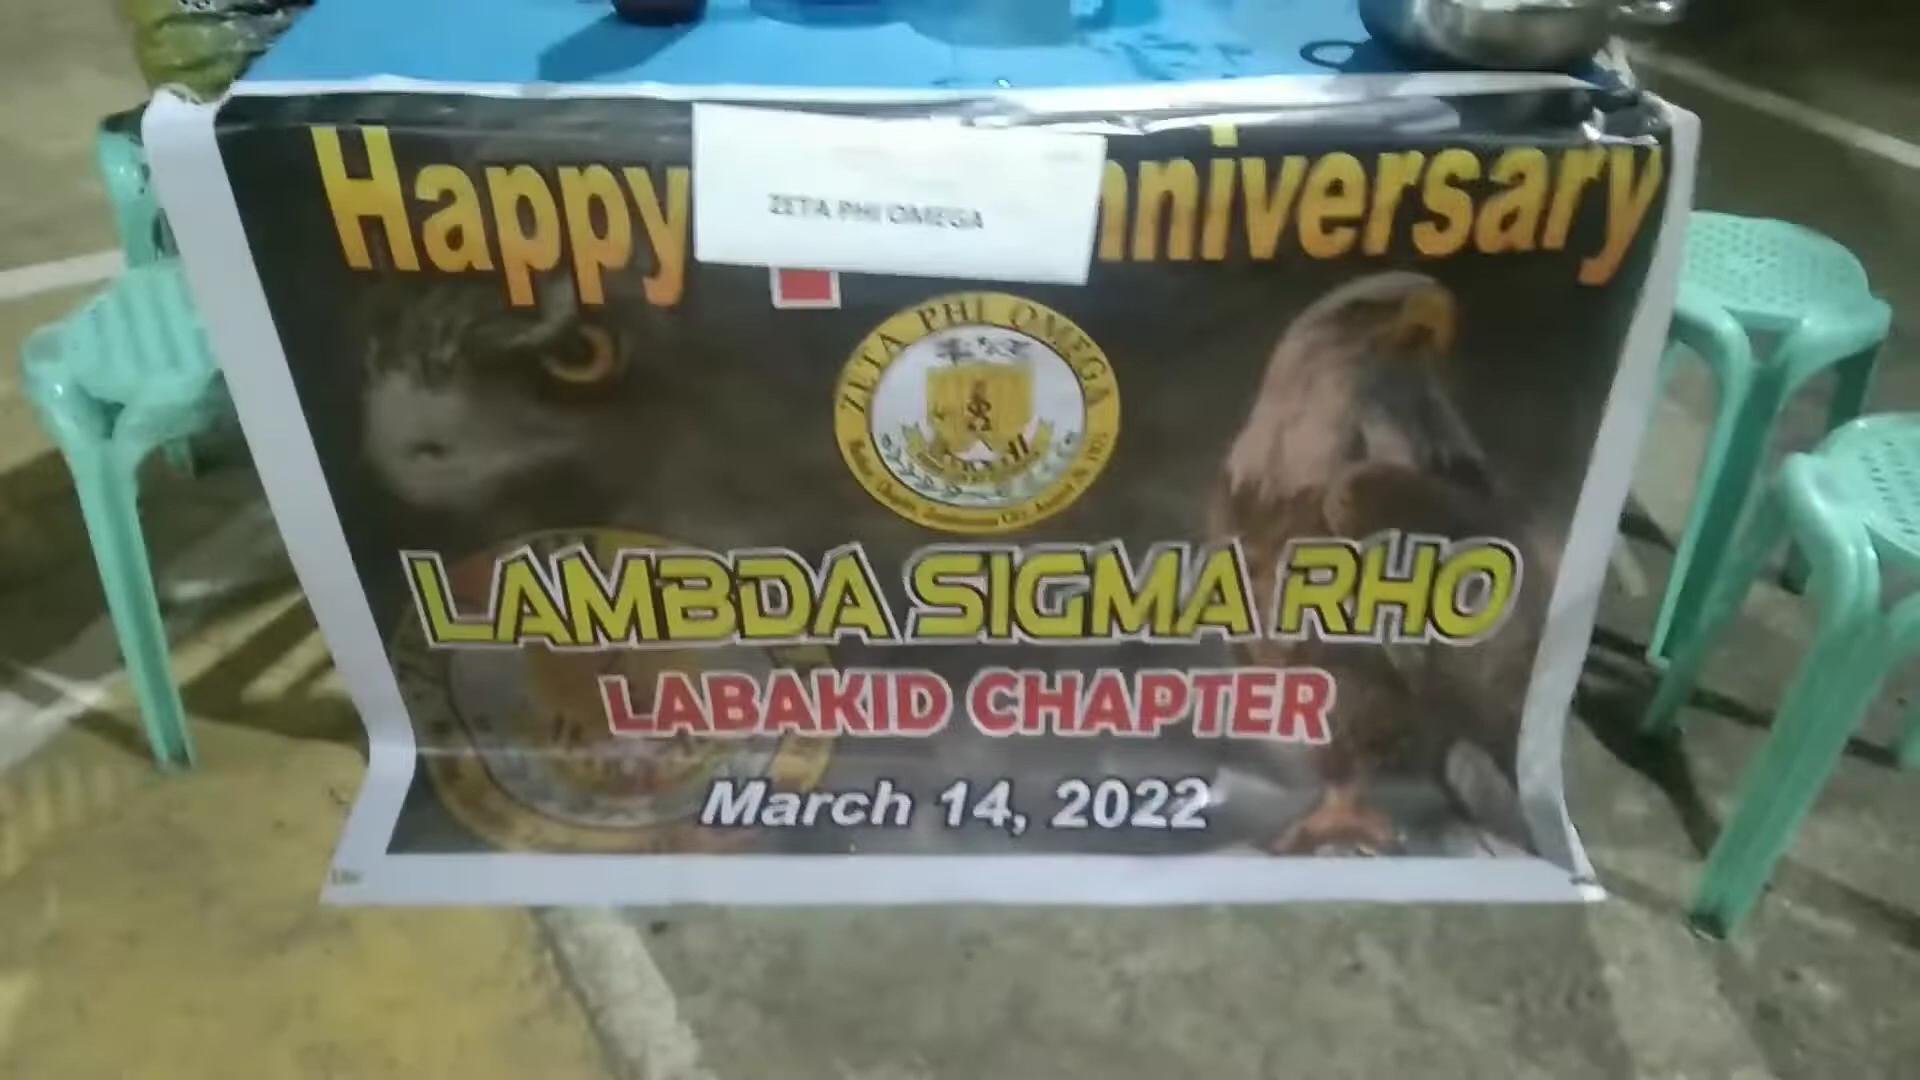 Happy nniversary
ZETA PHI OMEGA
ZETA PHI OMEGA
LAMBDA SIGMA RHO
LABAKID CHAPTER
March 14, 2022